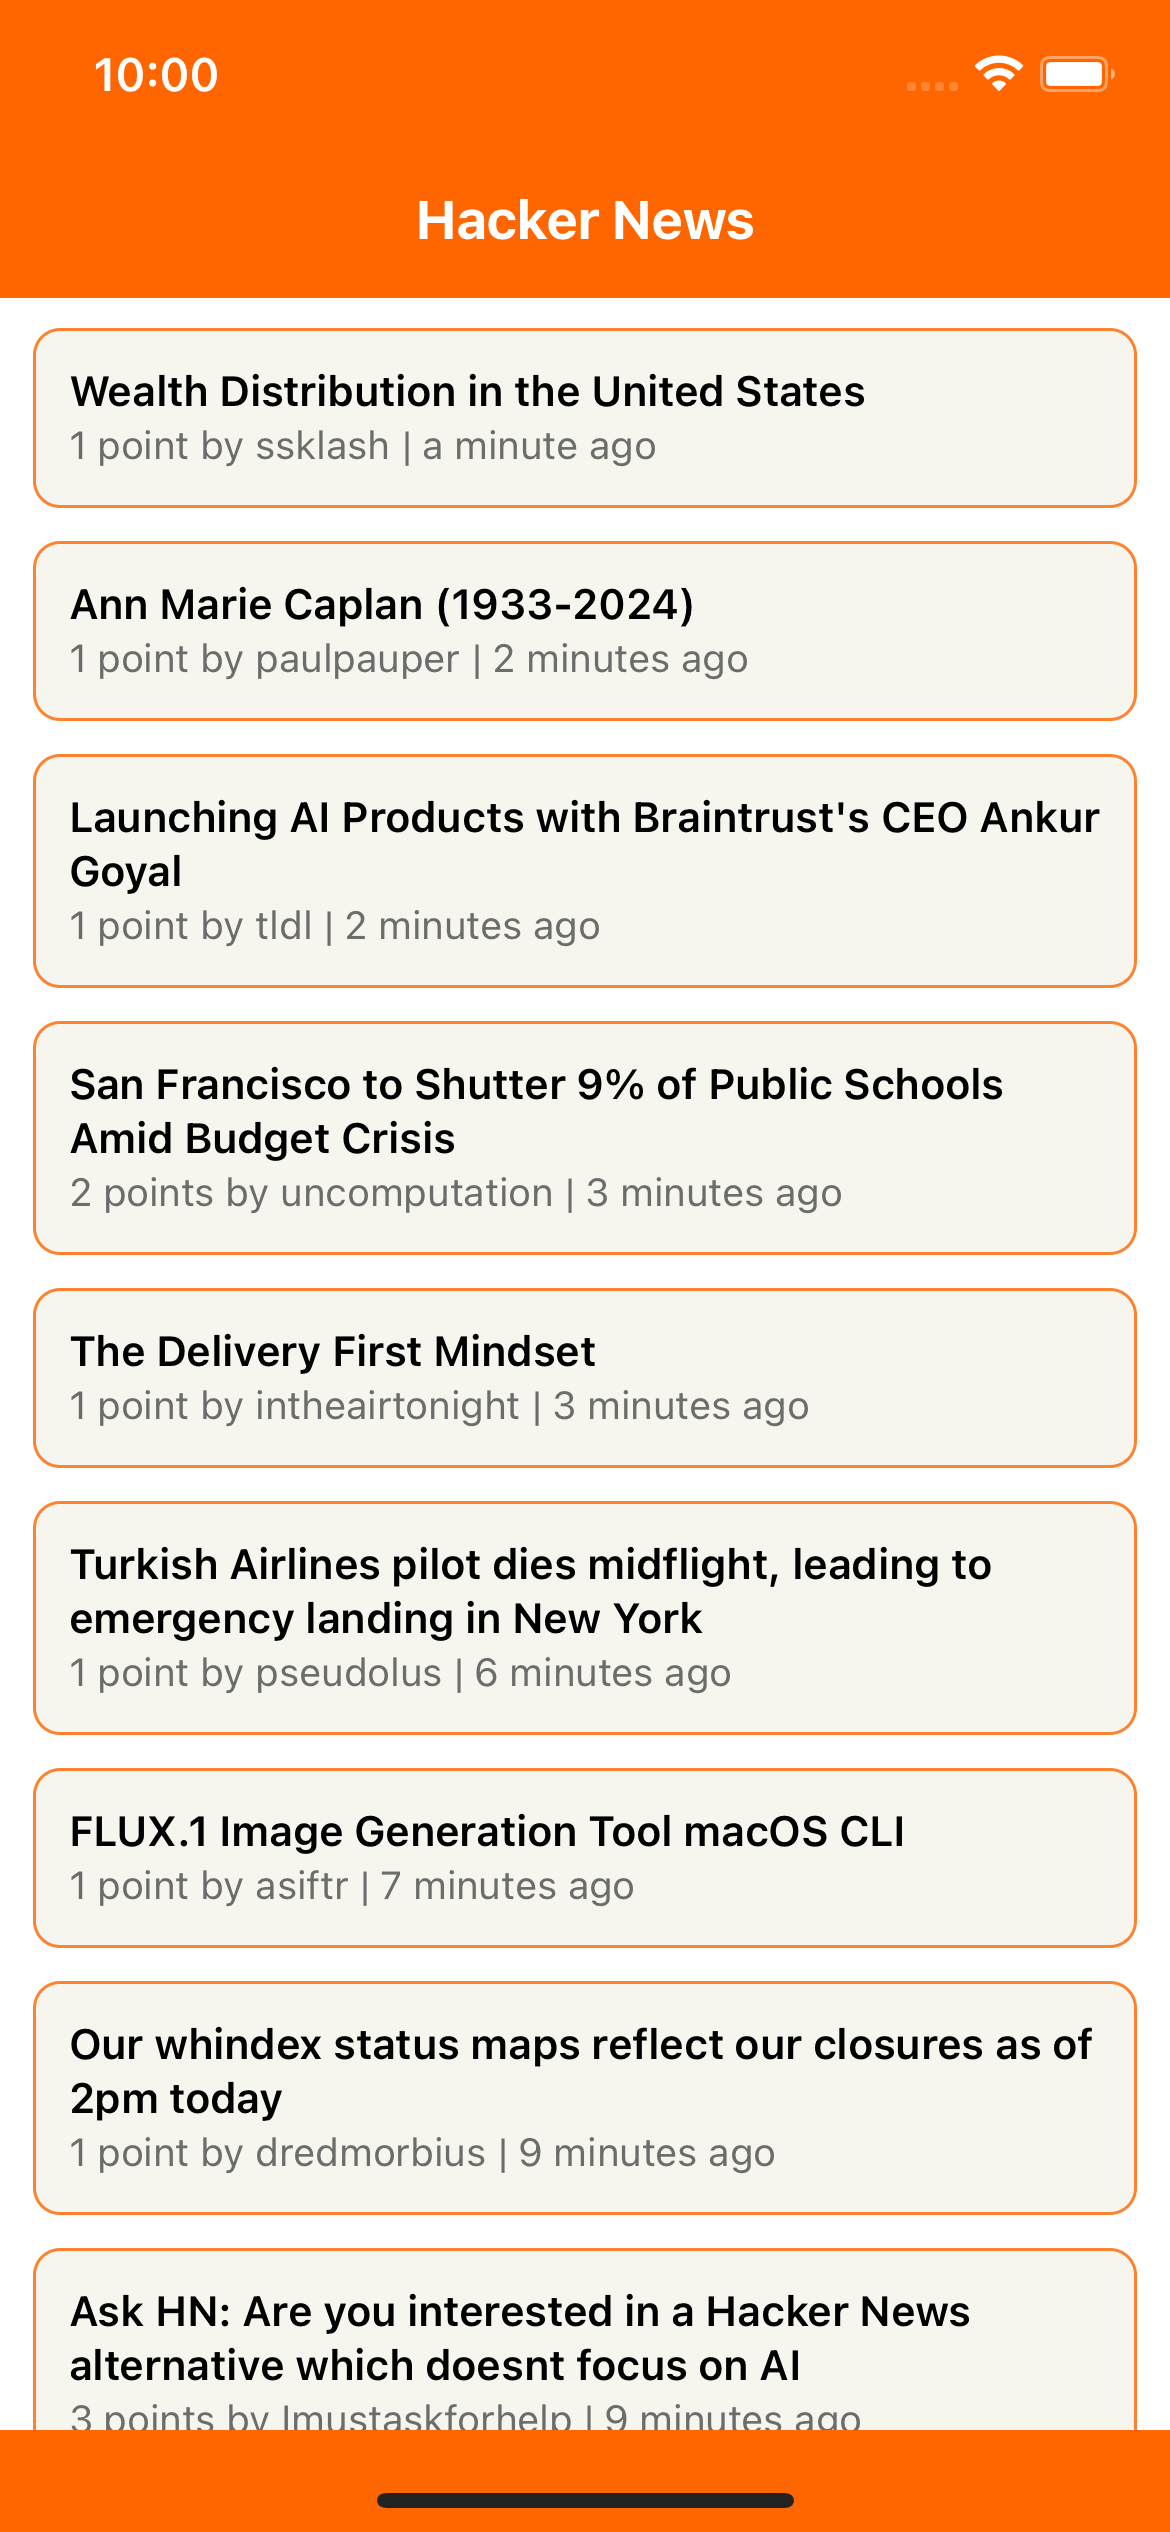 10:00
Hacker News
Wealth Distribution in the United States
1 point by ssklash | a minute ago
Ann Marie Caplan (1933-2024)
1 point by paulpauper | 2 minutes ago
Launching AI Products with Braintrust's CEO Ankur
Goyal
1 point by tldl | 2 minutes ago
San Francisco to Shutter 9% of Public Schools
Amid Budget Crisis
2 points by uncomputation | 3 minutes ago
The Delivery First Mindset
1 point by intheairtonight | 3 minutes ago
Turkish Airlines pilot dies midflight, leading to
emergency landing in New York
1 point by pseudolus | 6 minutes ago
FLUX.1 Image Generation Tool macOS CLI
1 point by asiftr | 7 minutes ago
Our whindex status maps reflect our closures as of
2pm today
1 point by dredmorbius | 9 minutes ago
Ask HN: Are you interested in a Hacker News
alternative which doesnt focus on AI
3 points by Imustaskforhelp | 9 minutes ago